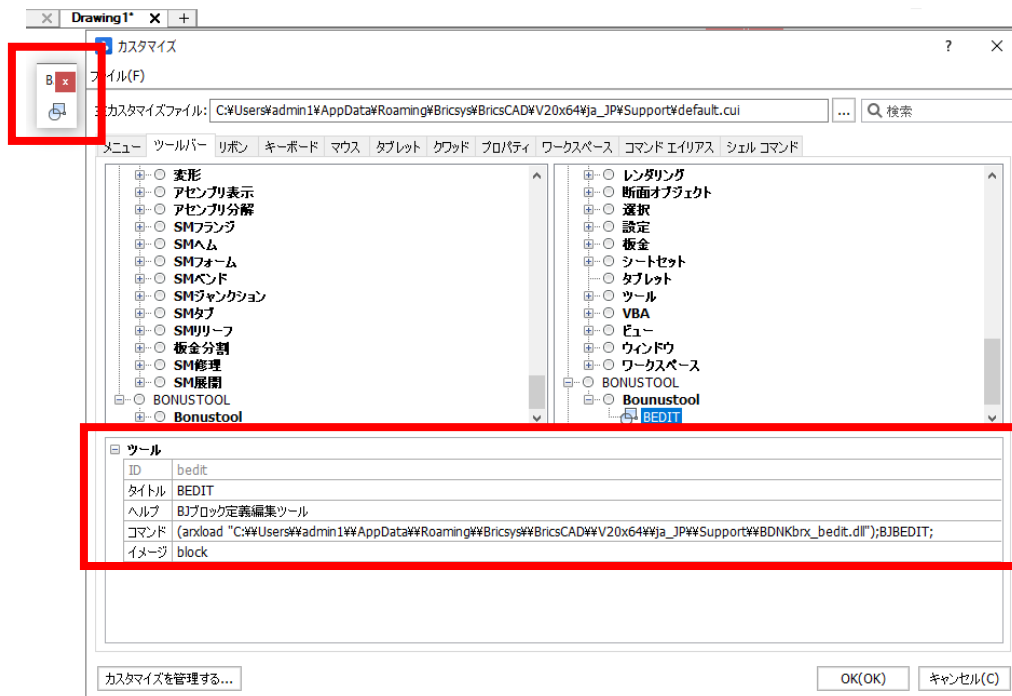 Drawing1*
カスタマイズ
?
B.
ファイル(F)
主カスタマイズファイル: C:¥Users¥admin1¥AppData¥Roaming¥Bricsys¥BricsCAD¥V20x64¥ja_JP¥Support¥default.cui ... 検索
メニュー ツールバー リボン キーボード マウス タブレット クワッド プロパティ ワークスペース コマンド エイリアス シェル コマンド
変形
アセンブリ表示
アセンブリ分解
SMフランジ
SMヘム
SMフォーム
SMベンド
SMジャンクション
SMタブ
SMリリーフ
板金分割
SM修理
SM展開
BONUSTOOL
Bonustool
レンダリング
断面オブジェクト
選択
設定
板金
シートセット
タブレット
ツール
VBA
ビュー
ウィンドウ
ワークスペース
BONUSTOOL
Bounustool
BEDIT
ツール
ID bedit
タイトル BEDIT
ヘルプ BJブロック定義編集ツール
コマンド (arxload "C:¥¥Users¥¥admin1¥¥AppData¥¥Roaming¥¥Bricsys¥¥BricsCAD¥¥V20x64¥¥ja_JP¥¥Support¥¥BDNKbrx_bedit.dll");BJBEDIT;
イメージ block
カスタマイズを管理する...
OK(OK)
キャンセル(C)